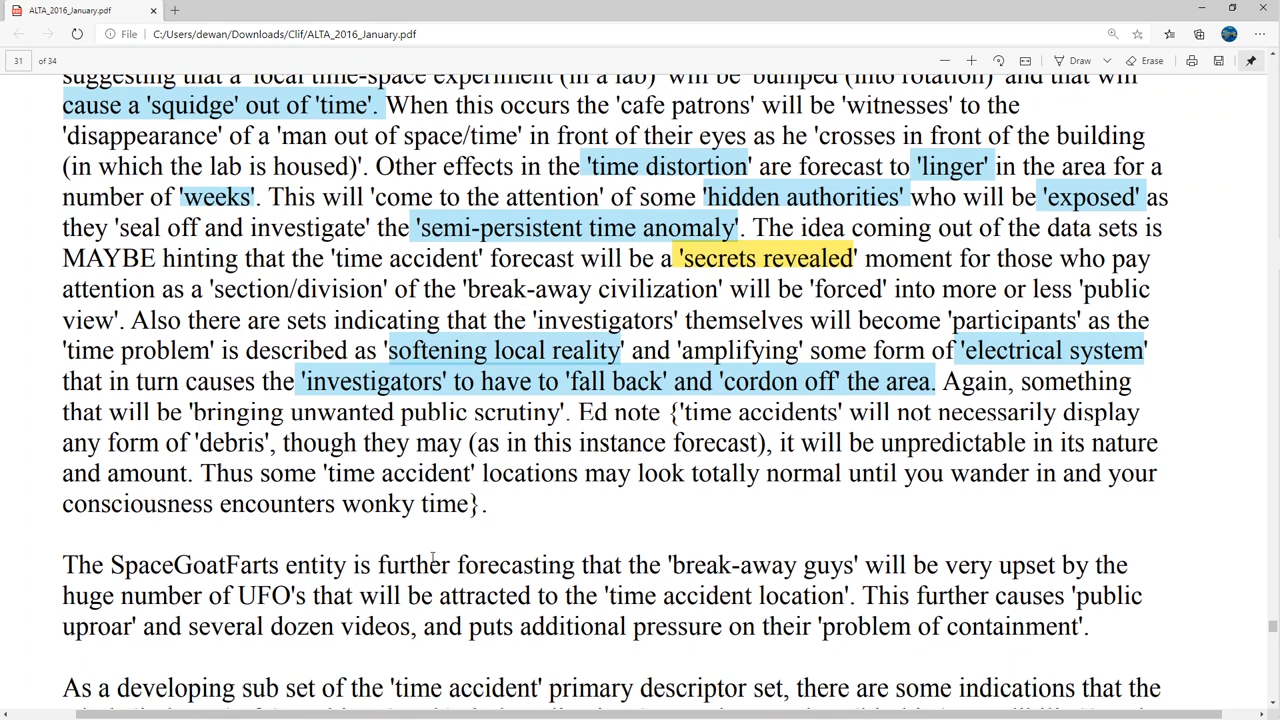 ALTA_2016_January.pdf
File C:/Users/dewan/Downloads/Clif/ALTA_2016_January.pdf
31 of 34 Draw Erase
suggesting that a 'local time-space experiment (in a lab)' will be 'bumped (into rotation)' and that will
cause a 'squidge' out of 'time'. When this occurs the 'cafe patrons' will be 'witnesses' to the
'disappearance' of a 'man out of space/time' in front of their eyes as he 'crosses in front of the building
(in which the lab is housed)'. Other effects in the 'time distortion' are forecast to 'linger' in the area for a
number of 'weeks'. This will 'come to the attention' of some 'hidden authorities' who will be 'exposed' as
they 'seal off and investigate' the 'semi-persistent time anomaly'. The idea coming out of the data sets is
MAYBE hinting that the 'time accident' forecast will be a 'secrets revealed' moment for those who pay
attention as a 'section/division' of the 'break-away civilization' will be 'forced' into more or less 'public
view'. Also there are sets indicating that the 'investigators' themselves will become 'participants' as the
'time problem' is described as 'softening local reality' and 'amplifying' some form of 'electrical system'
that in turn causes the 'investigators' to have to 'fall back' and 'cordon off' the area. Again, something
that will be 'bringing unwanted public scrutiny'. Ed note {'time accidents' will not necessarily display
any form of 'debris', though they may (as in this instance forecast), it will be unpredictable in its nature
and amount. Thus some 'time accident' locations may look totally normal until you wander in and your
consciousness encounters wonky time}.
The SpaceGoatFarts entity is further forecasting that the 'break-away guys' will be very upset by the
huge number of UFO's that will be attracted to the 'time accident location'. This further causes 'public
uproar' and several dozen videos, and puts additional pressure on their 'problem of containment'.
As a developing sub set of the 'time accident' primary descriptor set, there are some indications that the